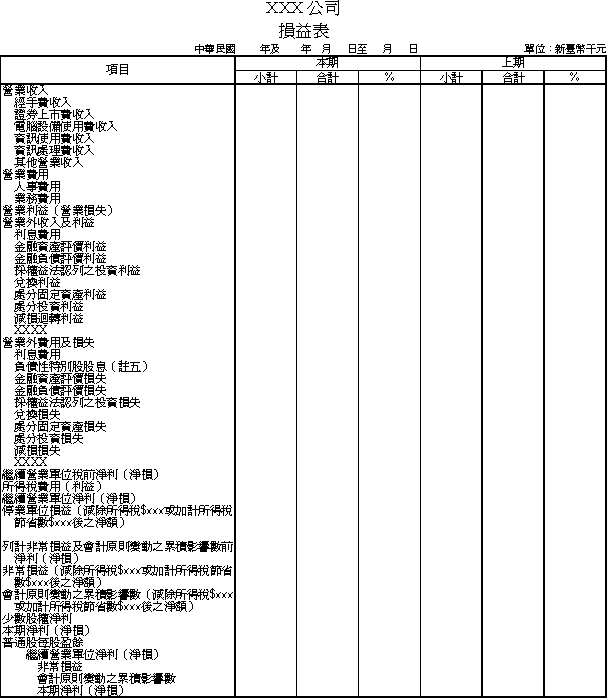 XXX 公司
損益表
中華民國 年及 年 月 日至 月 日 單位：新臺幣千元
項目 本期 上期
小計 合計 % 小計 合計 %
營業收入
經手費收入
證券上市費收入
電腦設備使用費收入
資訊使用費收入
資訊處理費收入
其他營業收入
營業費用
人事費用
業務費用
營業利益（營業損失）
營業外收入及利益
利息費用
金融資產評價利益
金融負債評價利益
採權益法認列之投資利益
兌換利益
處分固定資產利益
處分投資利益
減損迴轉利益
XXXX
營業外費用及損失
利息費用
負債性特別股股息（註五）
金融資產評價損失
金融負債評價損失
採權益法認列之投資損失
兌換損失
處分固定資產損失
處分投資損失
減損損失
XXXX
繼續營業單位稅前淨利（淨損）
所得稅費用（利益）
繼續營業單位淨利（淨損）
停業單位損益（減除所得稅$xxx或加計所得稅
節省數$xxx後之淨額）
列計非常損益及會計原則變動之累積影響數前
淨利（淨損）
非常損益（減除所得稅$xxx或加計所得稅節省
數$xxx後之淨額）
會計原則變動之累積影響數（減除所得稅$xxx
或加計所得稅節省數$xxx後之淨額）
少數股權淨利
本期淨利（淨損）
普通股每股盈餘
繼續營業單位淨利（淨損）
非常損益
會計原則變動之累積影響數
本期淨利（淨損）